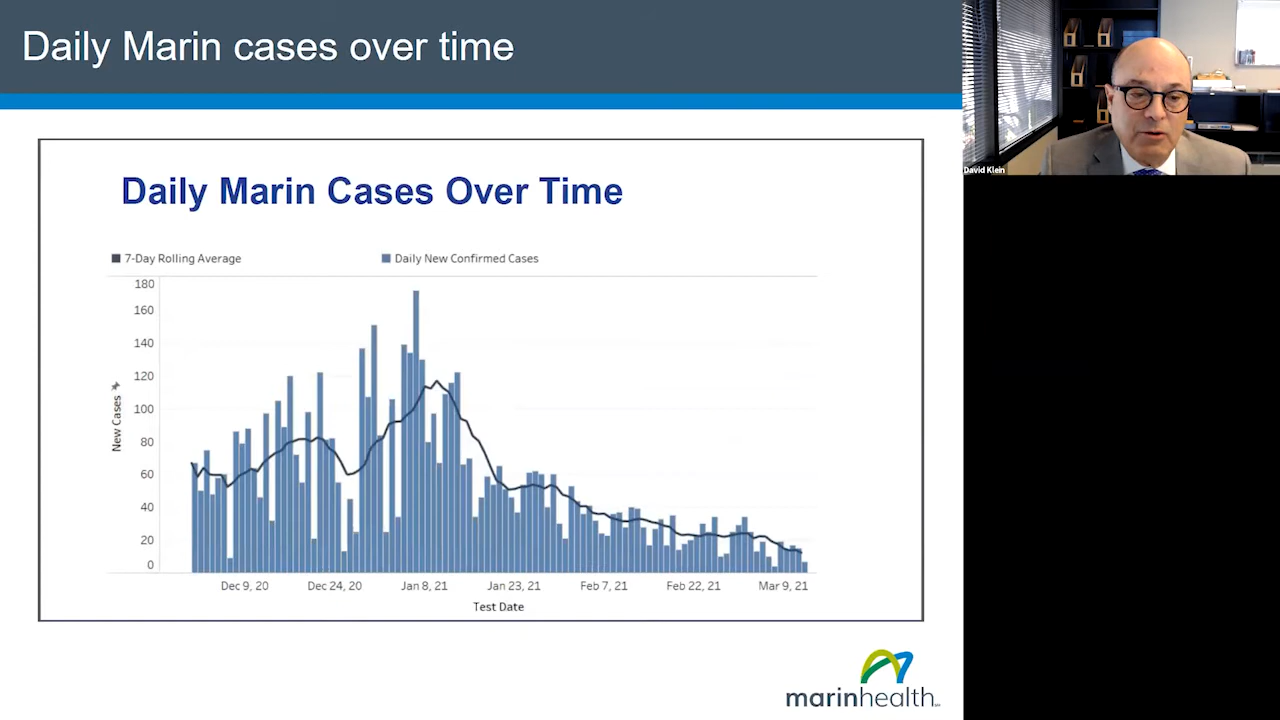 Daily Marin cases over time
David Klein
Daily Marin Cases Over Time
7-Day Rolling Average
Daily New Confirmed Cases
180
160
140
120
100
80
60
40
20
0
New Cases
Dec 9, 20
Dec 24, 20
Jan 8, 21
Jan 23, 21
Feb 7, 21
Feb 22, 21
Mar 9, 21
Test Date
marinhealth